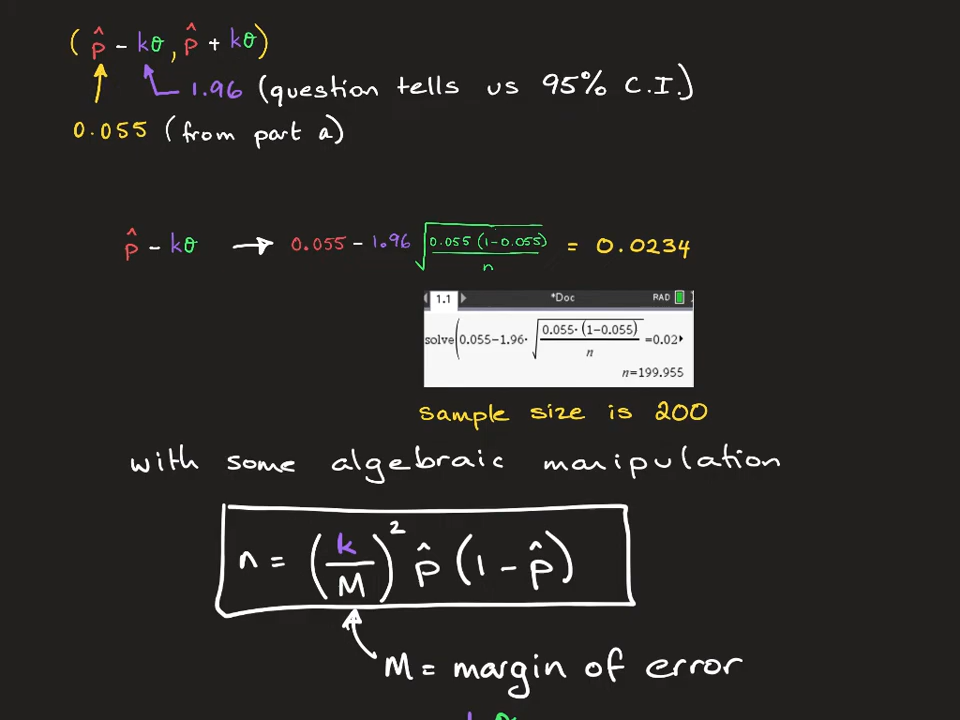 (p̂ - kσ, p̂ + kσ)
1.96 (question tells us 95% C.I.)
0.055 (from part a)
p̂ - kσ → 0.055 - 1.96 √(0.055 (1-0.055) / n) = 0.0234
1.1 *Doc RAD
solve(0.055-1.96·√(0.055·(1-0.055) / n) =0.02▸
n=199.955
sample size is 200
with some algebraic manipulation
n = (k/M)² p̂ (1 - p̂)
M = margin of error